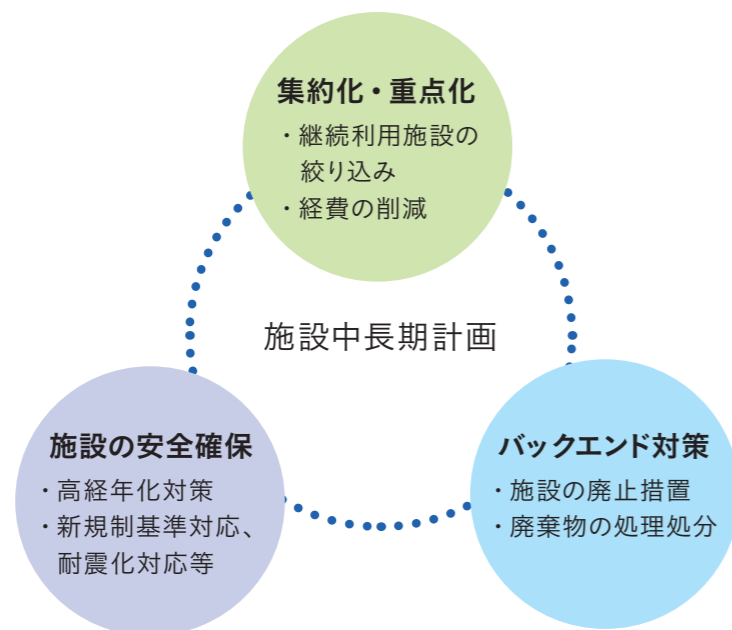 集約化・重点化
・継続利用施設の
絞り込み
・経費の削減
施設中長期計画
施設の安全確保
・高経年化対策
・新規制基準対応、
耐震化対応等
バックエンド対策
・施設の廃止措置
・廃棄物の処理処分